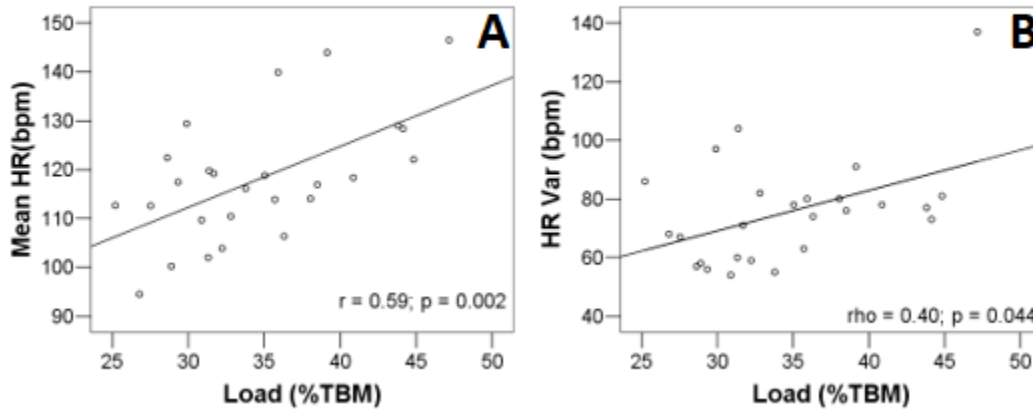 A
Mean HR(bpm)
150
140
130
120
110
100
90
r = 0.59; p = 0.002
25 30 35 40 45 50
Load (%TBM)
B
HR Var (bpm)
140
120
100
80
60
40
rho = 0.40; p = 0.044
25 30 35 40 45 50
Load (%TBM)